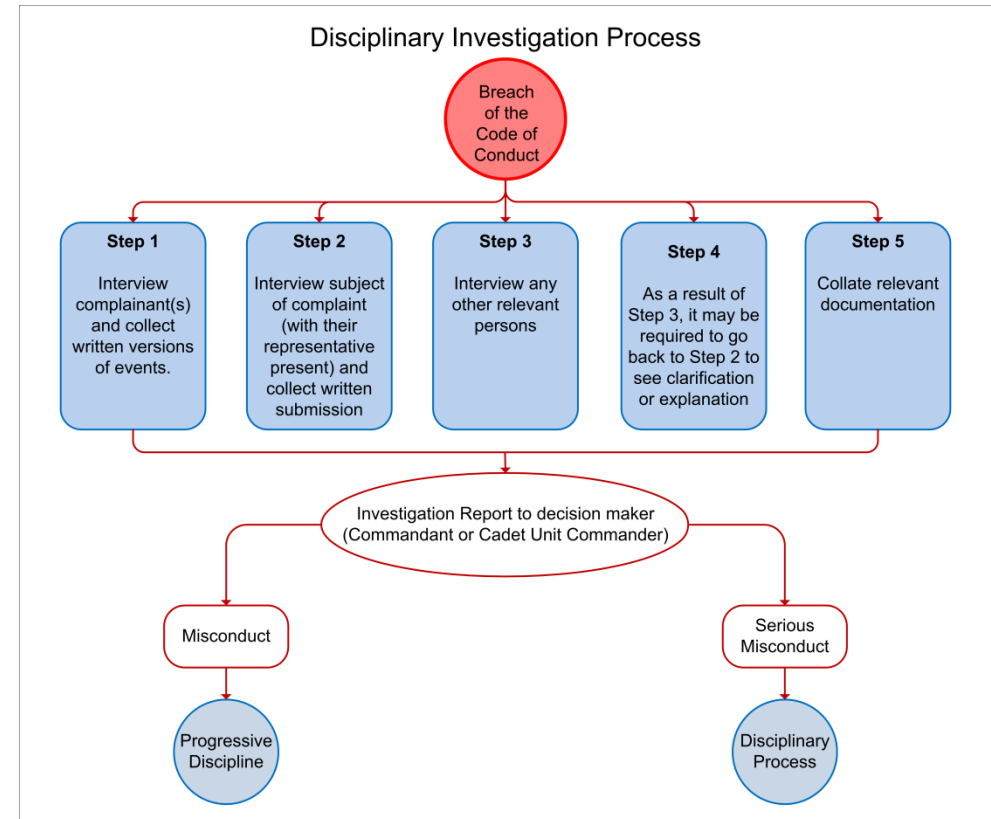 Disciplinary Investigation Process
Breach
of the
Code of
Conduct
Step 1
Interview
complainant(s)
and collect
written versions
of events.
Step 2
Interview subject
of complaint
(with their
representative
present) and
collect written
submission
Step 3
Interview any
other relevant
persons
Step 4
As a result of
Step 3, it may be
required to go
back to Step 2 to
see clarification
or explanation
Step 5
Collate relevant
documentation
Investigation Report to decision maker
(Commandant or Cadet Unit Commander)
Misconduct
Serious
Misconduct
Progressive
Discipline
Disciplinary
Process